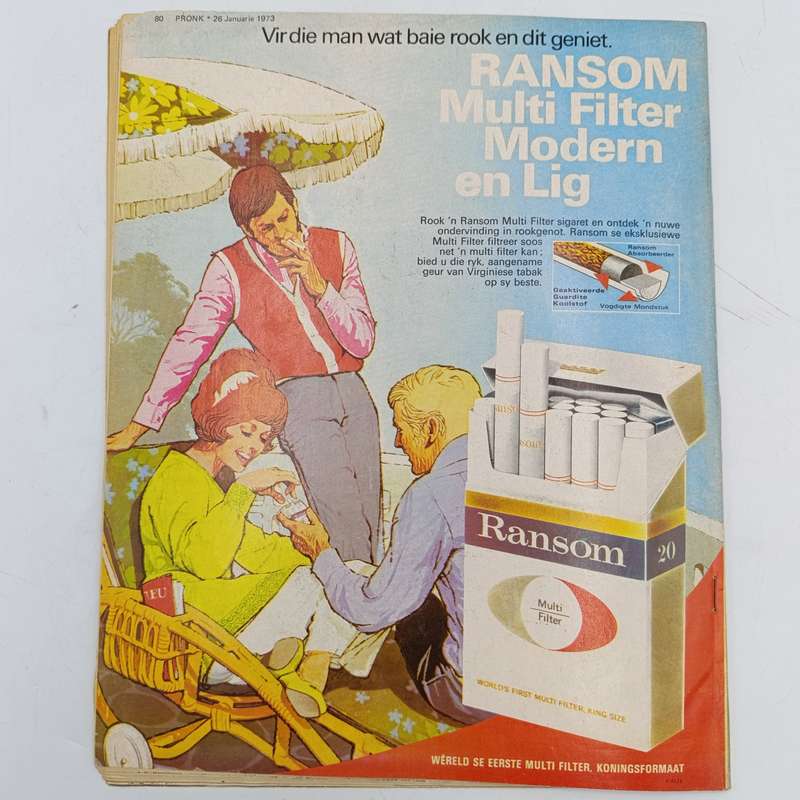 80 PRONK * 26 Januarie 1973
Vir die man wat baie rook en dit geniet.
RANSOM
Multi Filter
Modern
en Lig
Rook 'n Ransom Multi Filter sigaret en ontdek 'n nuwe
ondervinding in rookgenot. Ransom se eksklusiewe
Multi Filter filtreer soos
net 'n multi filter kan;
bied u die ryk, aangename
geur van Virginiese tabak
op sy beste.
Ransom
Absorbeerder
Geaktiveerde
Guardite
Koolstof
Vogdigte Mondstuk
Ransom
20
Multi
Filter
WORLD'S FIRST MULTI FILTER, KING SIZE
WÊRELD SE EERSTE MULTI FILTER, KONINGSFORMAAT